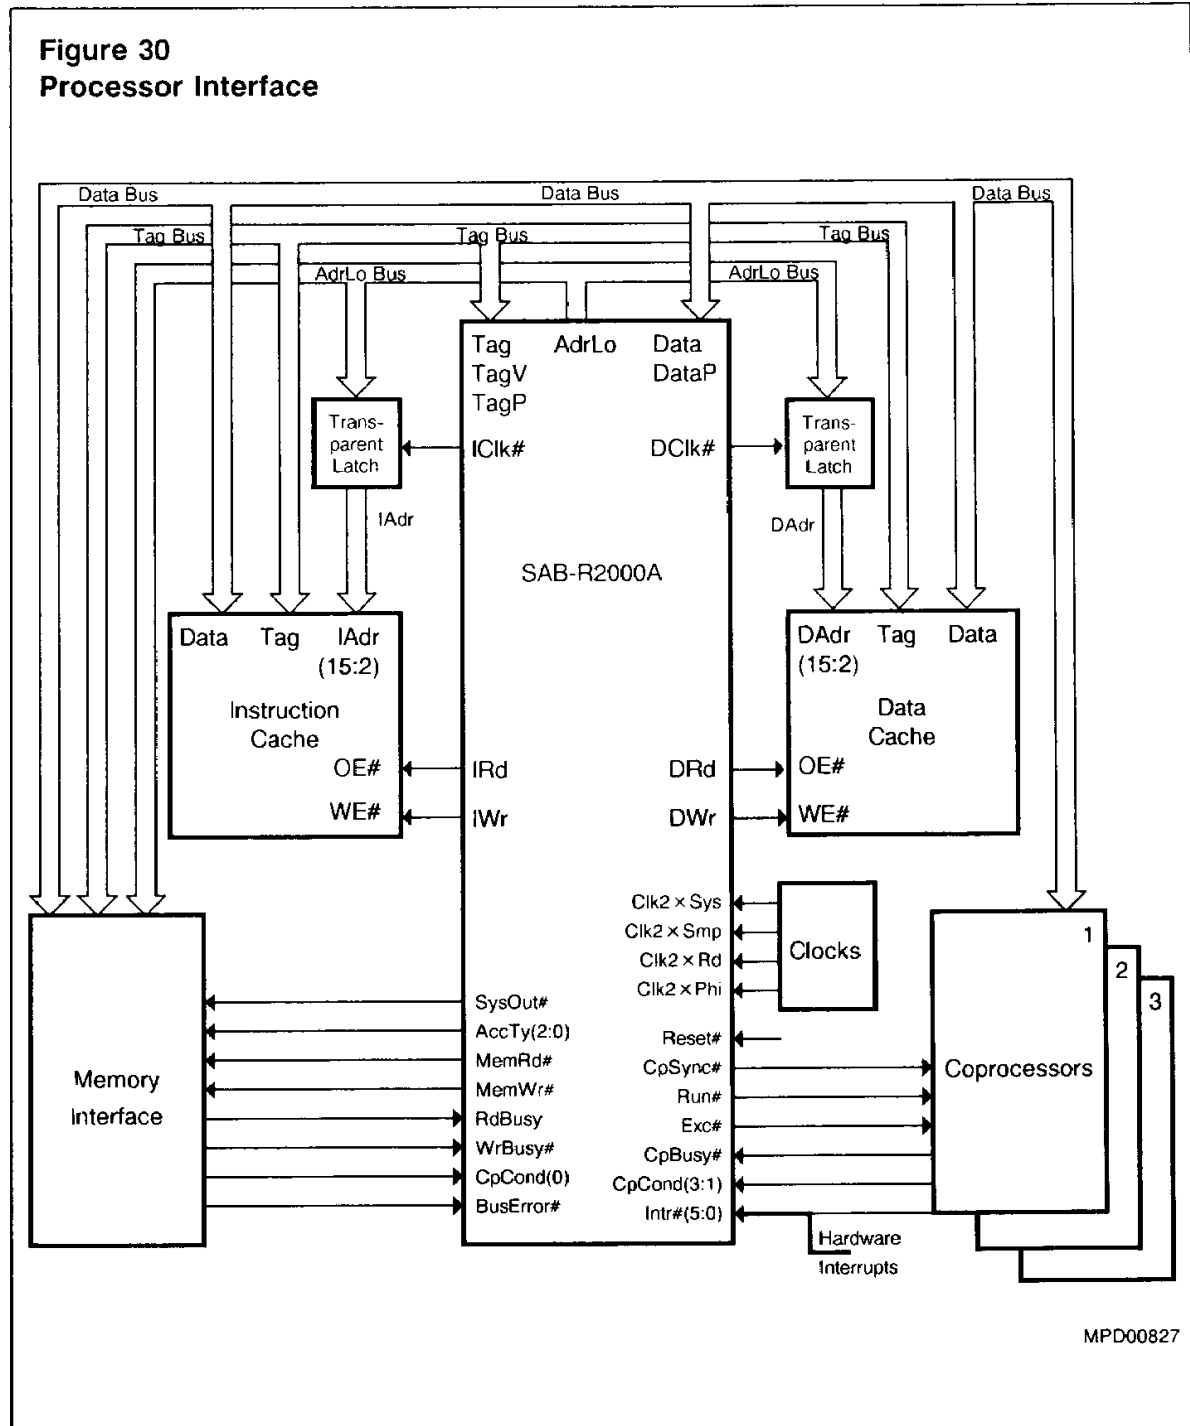 Figure 30
Processor Interface
Data Bus
Data Bus
Data Bus
Tag Bus
Tag Bus
Tag Bus
AdrLo Bus
AdrLo Bus
Tag
TagV
TagP
AdrLo
Data
DataP
Trans-
parent
Latch
IClk#
DClk#
Trans-
parent
Latch
IAdr
DAdr
SAB-R2000A
Data
Tag
IAdr
(15:2)
Instruction
Cache
OE#
WE#
IRd
IWr
DRd
DWr
DAdr
(15:2)
Tag
Data
Data
Cache
OE#
WE#
Clk2 × Sys
Clk2 × Smp
Clk2 × Rd
Clk2 × Phi
Clocks
Memory
Interface
SysOut#
AccTy(2:0)
MemRd#
MemWr#
RdBusy
WrBusy#
CpCond(0)
BusError#
Reset#
CpSync#
Run#
Exc#
CpBusy#
CpCond(3:1)
Intr#(5:0)
Hardware
Interrupts
1
2
3
Coprocessors
MPD00827